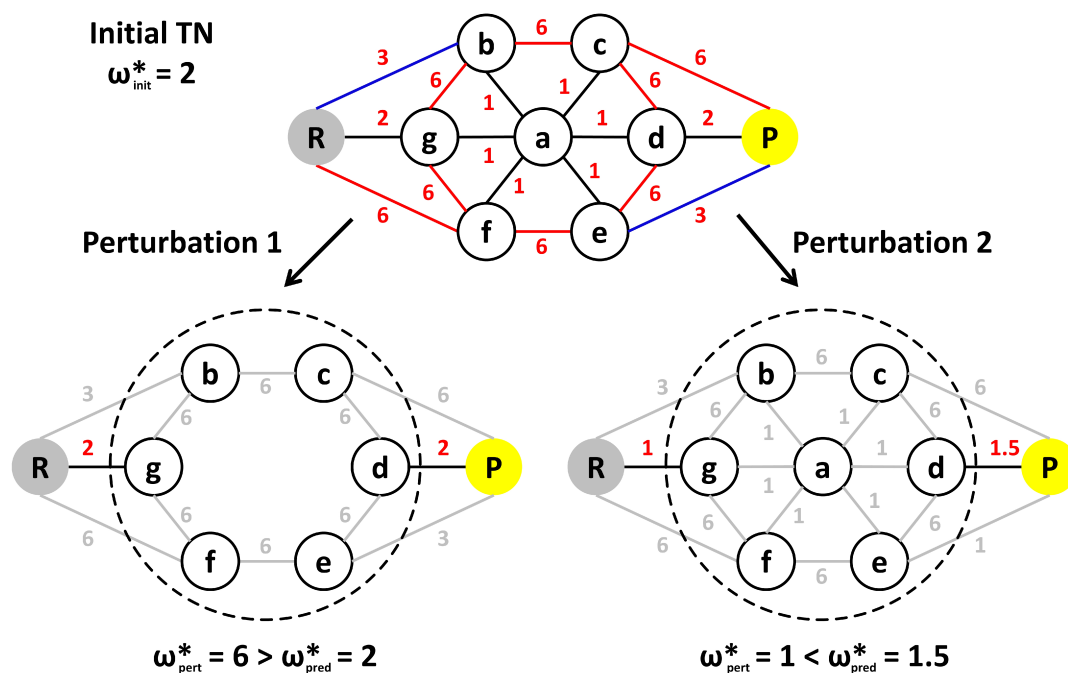 Initial TN
ω*init = 2
b 6 c
3 6
6 1 1 6
R 2 g a 1 d 2 P
1
6 6 1 1 6 3
f 6 e
Perturbation 1
Perturbation 2
b 6 c
3 6
6 6
R 2 g d 2 P
6 6
6 3
f 6 e
b 6 c
3 6
6 1 1 6
R 1 g a 1 d 1.5 P
1
6 6 1 1 6 1
f 6 e
ω*pert = 6 > ω*pred = 2
ω*pert = 1 < ω*pred = 1.5